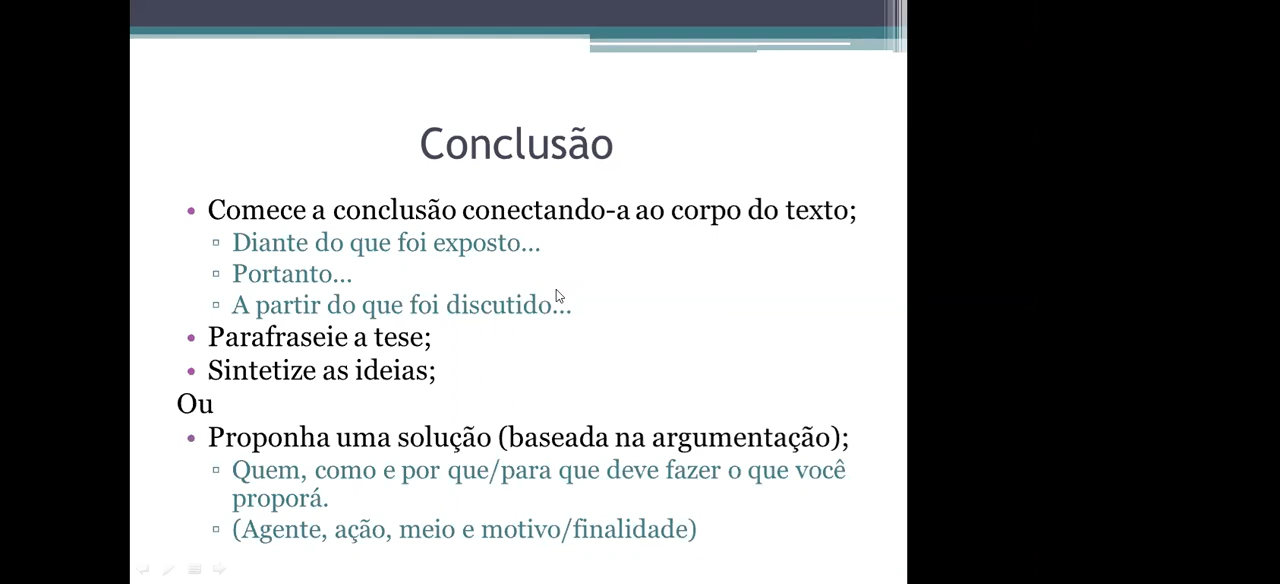 Conclusão
• Comece a conclusão conectando-a ao corpo do texto;
▫ Diante do que foi exposto...
▫ Portanto...
▫ A partir do que foi discutido...
• Parafraseie a tese;
• Sintetize as ideias;
Ou
• Proponha uma solução (baseada na argumentação);
▫ Quem, como e por que/para que deve fazer o que você
proporá.
▫ (Agente, ação, meio e motivo/finalidade)